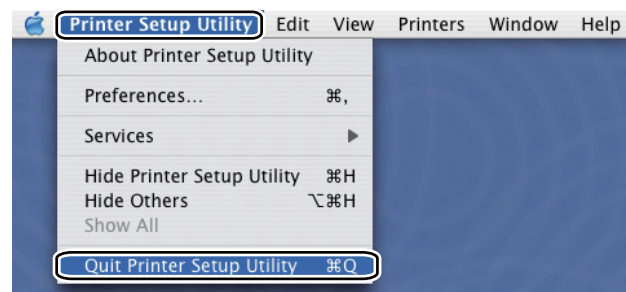 Printer Setup Utility Edit View Printers Window Help
About Printer Setup Utility
Preferences... ⌘,
Services ▶
Hide Printer Setup Utility ⌘H
Hide Others ⌥⌘H
Show All
Quit Printer Setup Utility ⌘Q